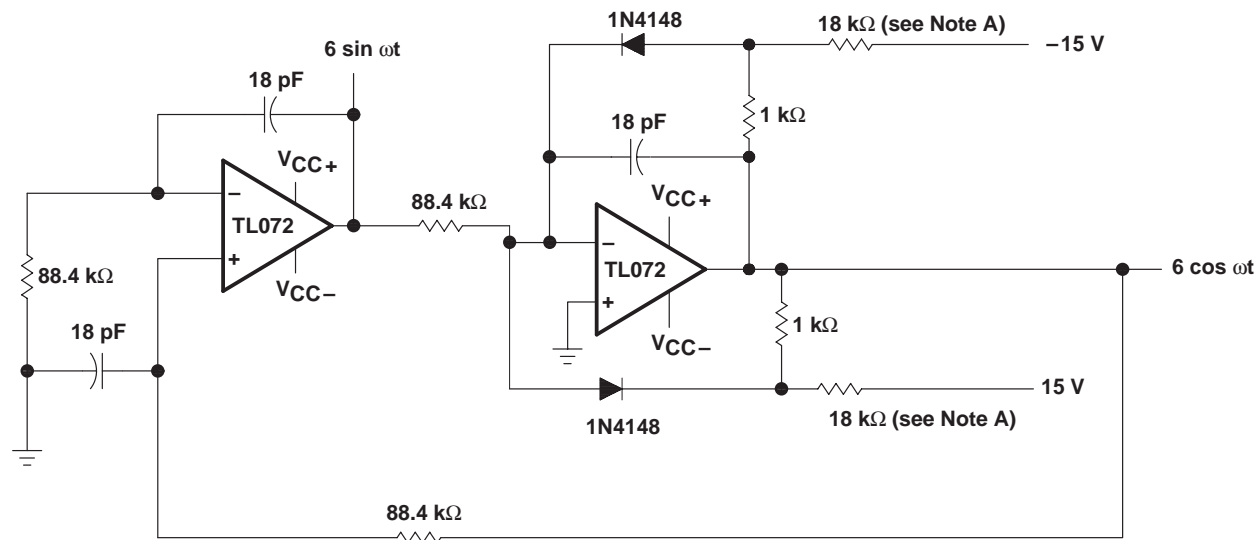 1N4148
18 kΩ (see Note A)
−15 V
6 sin ωt
18 pF
1 kΩ
18 pF
VCC+
−
TL072
+
VCC−
88.4 kΩ
88.4 kΩ
VCC+
−
TL072
+
VCC−
6 cos ωt
18 pF
1 kΩ
15 V
1N4148
18 kΩ (see Note A)
88.4 kΩ